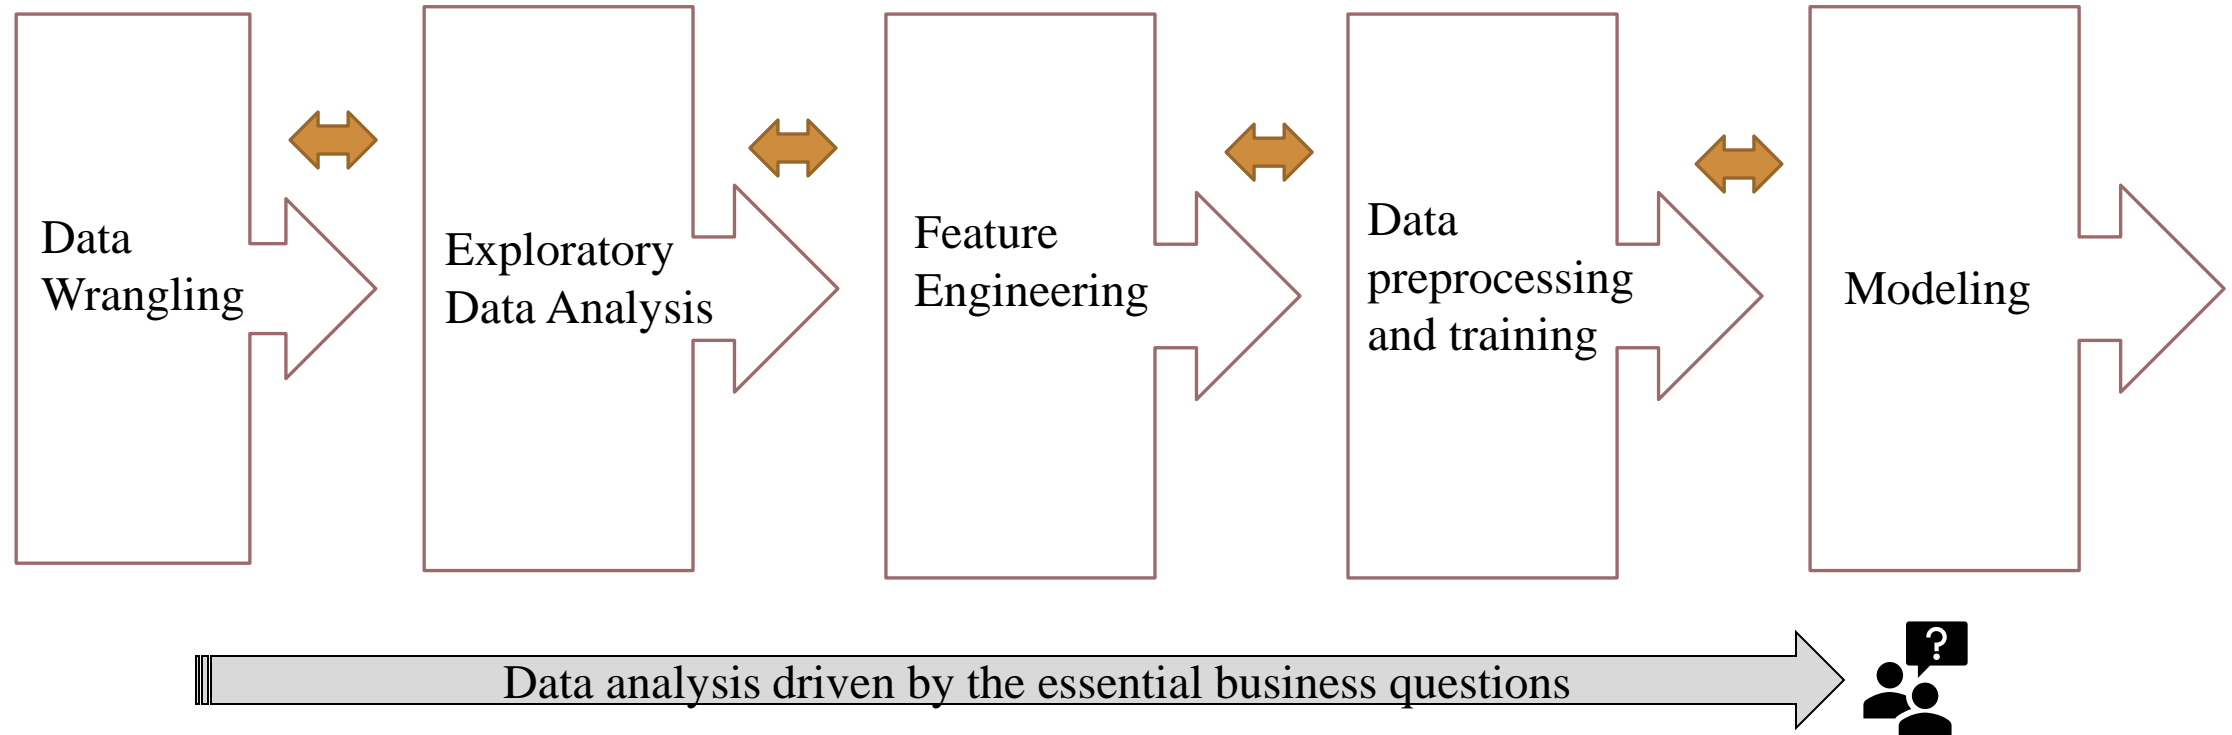 Data
Wrangling
Exploratory
Data Analysis
Feature
Engineering
Data
preprocessing
and training
Modeling
Data analysis driven by the essential business questions
?